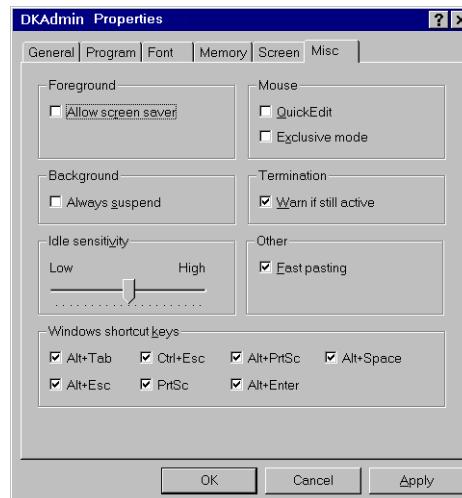 DKAdmin Properties
General Program Font Memory Screen Misc
Foreground
Allow screen saver
Mouse
QuickEdit
Exclusive mode
Background
Always suspend
Termination
Warn if still active
Idle sensitivity
Low High
Other
Fast pasting
Windows shortcut keys
Alt+Tab Ctrl+Esc Alt+PrtSc Alt+Space
Alt+Esc PrtSc Alt+Enter
OK Cancel Apply